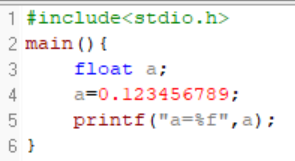 1 #include<stdio.h>
2 main(){
3     float a;
4     a=0.123456789;
5     printf("a=%f",a);
6 }